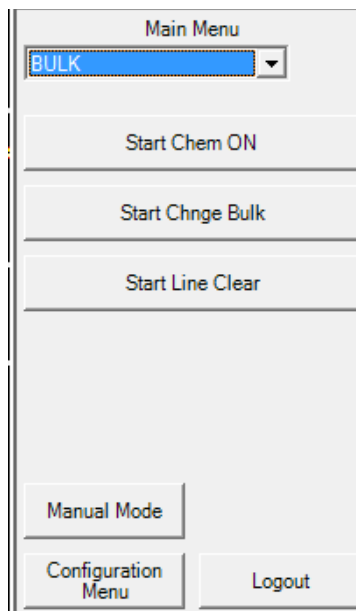 Main Menu
BULK
Start Chem ON
Start Chnge Bulk
Start Line Clear
Manual Mode
Configuration
Menu
Logout